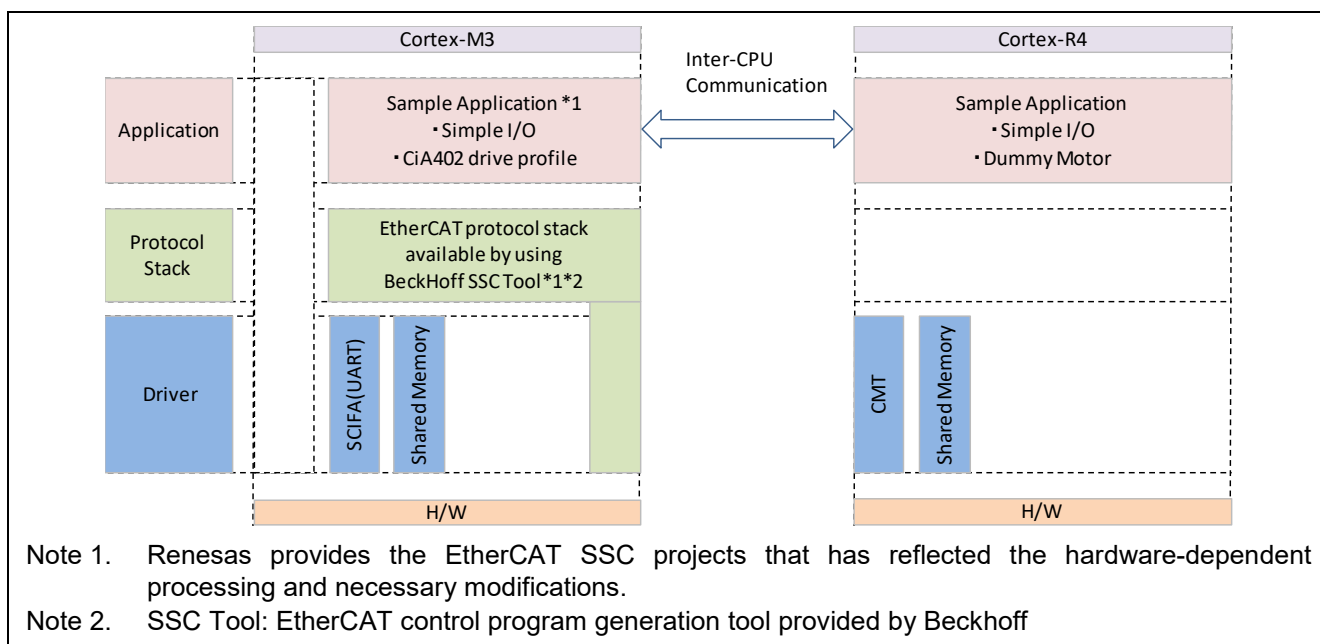 Cortex-M3
Cortex-R4
Inter-CPU
Communication
Application
Sample Application *1
・Simple I/O
・CiA402 drive profile
Sample Application
・Simple I/O
・Dummy Motor
Protocol
Stack
EtherCAT protocol stack
available by using
BeckHoff SSC Tool*1*2
Driver
SCIFA(UART)
Shared Memory
CMT
Shared Memory
H/W
H/W
Note 1. Renesas provides the EtherCAT SSC projects that has reflected the hardware-dependent
processing and necessary modifications.
Note 2. SSC Tool: EtherCAT control program generation tool provided by Beckhoff